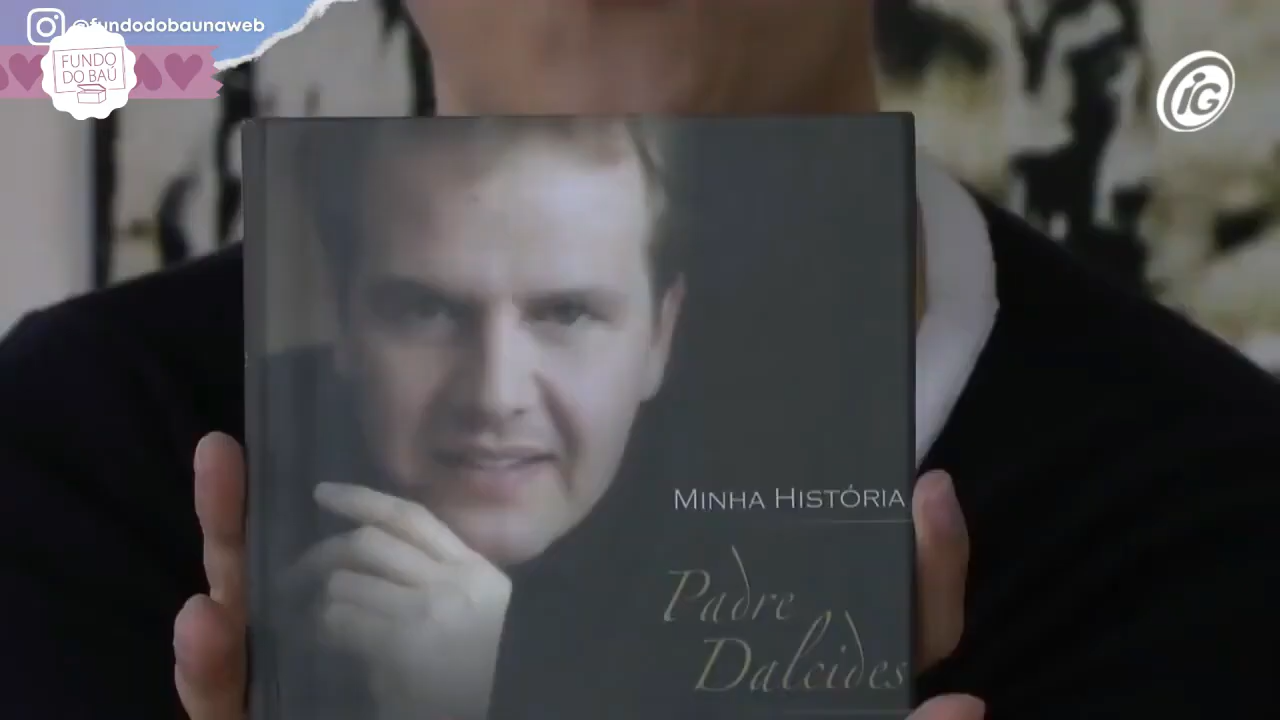 @fundodobaunaweb
FUNDO
DO BAÚ
iG
MINHA HISTÓRIA
Padre
Dalcides